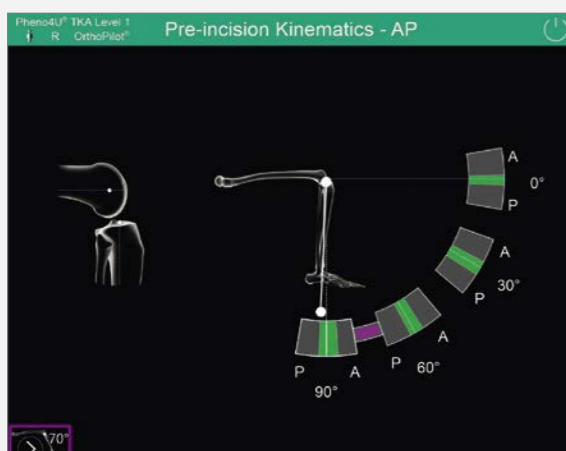 Pheno4U® TKA Level 1
R OrthoPilot®
Pre-incision Kinematics - AP
A
0°
P
A
30°
P
A
60°
P
P A
90°
70°